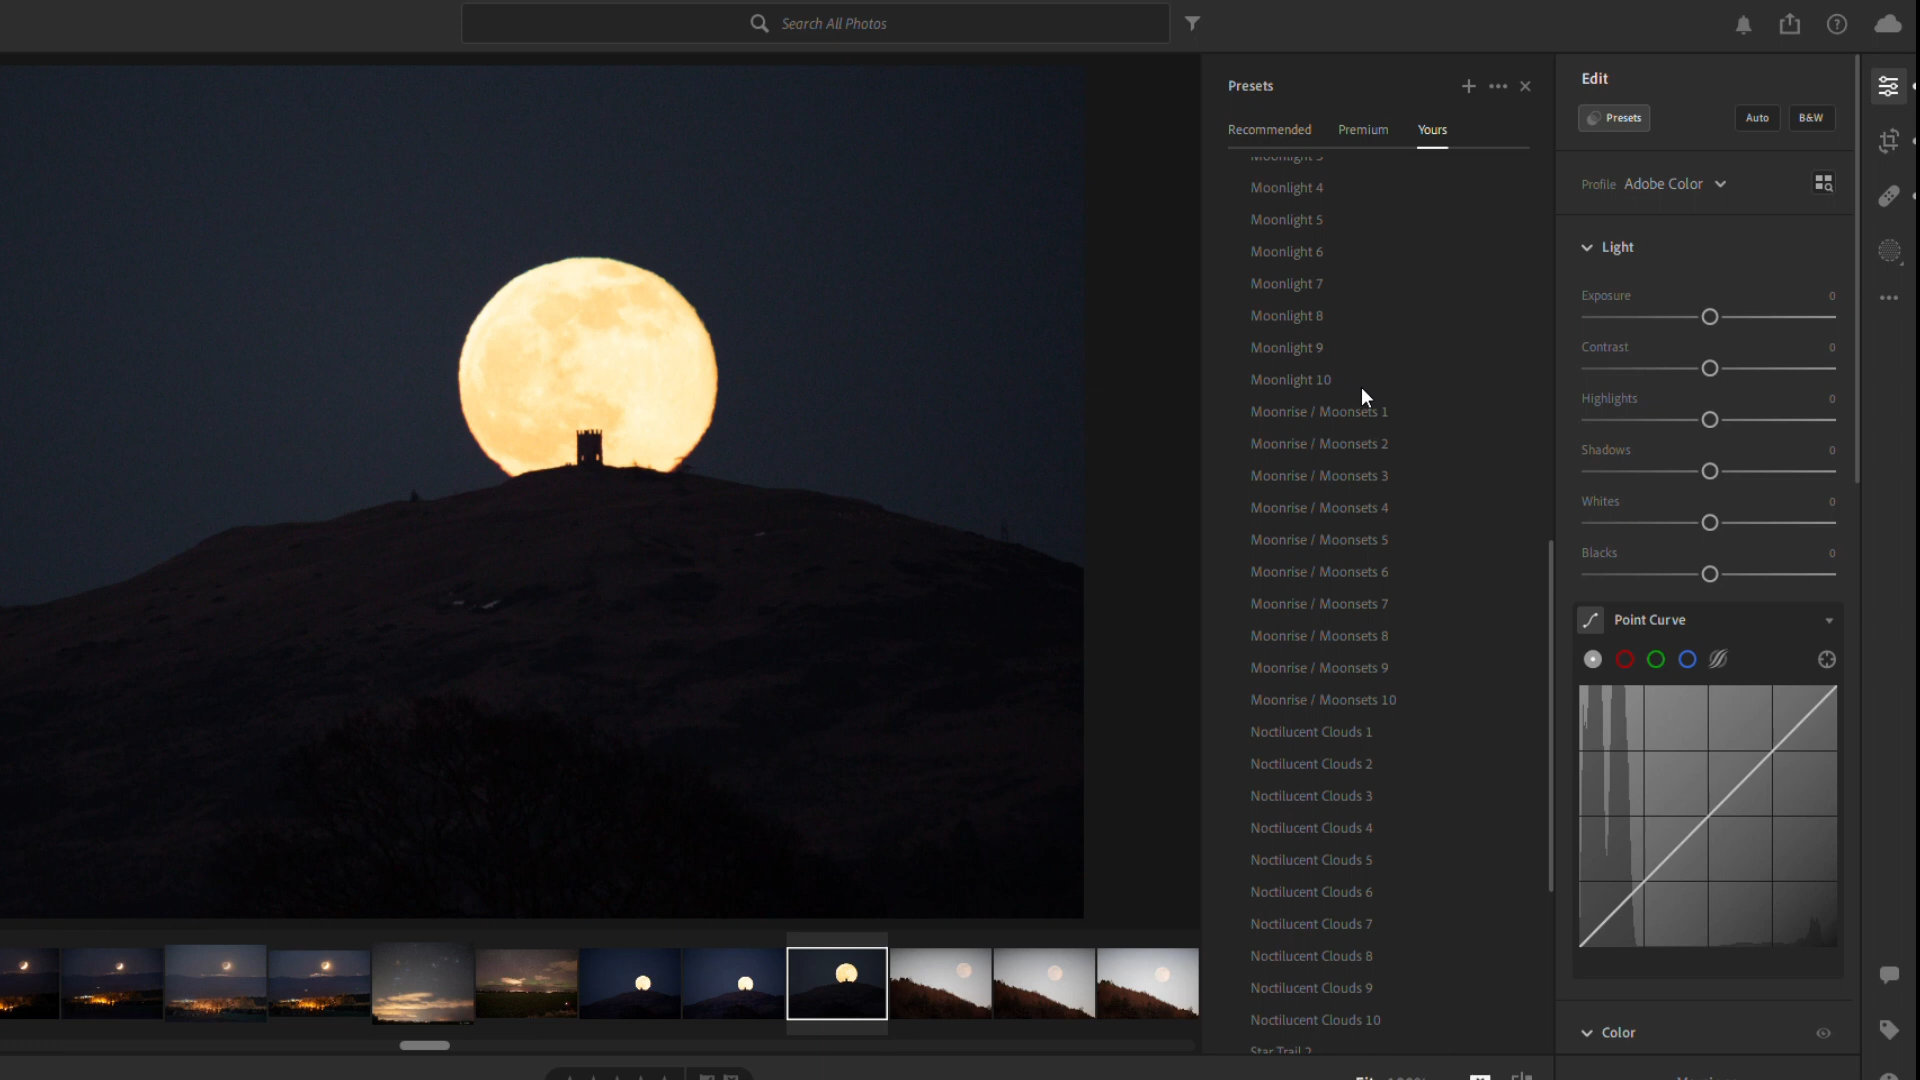 Search All Photos
Presets
Recommended Premium Yours
Moonlight 3
Moonlight 4
Moonlight 5
Moonlight 6
Moonlight 7
Moonlight 8
Moonlight 9
Moonlight 10
Moonrise / Moonsets 1
Moonrise / Moonsets 2
Moonrise / Moonsets 3
Moonrise / Moonsets 4
Moonrise / Moonsets 5
Moonrise / Moonsets 6
Moonrise / Moonsets 7
Moonrise / Moonsets 8
Moonrise / Moonsets 9
Moonrise / Moonsets 10
Noctilucent Clouds 1
Noctilucent Clouds 2
Noctilucent Clouds 3
Noctilucent Clouds 4
Noctilucent Clouds 5
Noctilucent Clouds 6
Noctilucent Clouds 7
Noctilucent Clouds 8
Noctilucent Clouds 9
Noctilucent Clouds 10
Star Trail 2
Edit
Presets Auto B&W
Profile Adobe Color
Light
Exposure 0
Contrast 0
Highlights 0
Shadows 0
Whites 0
Blacks 0
Point Curve
Color